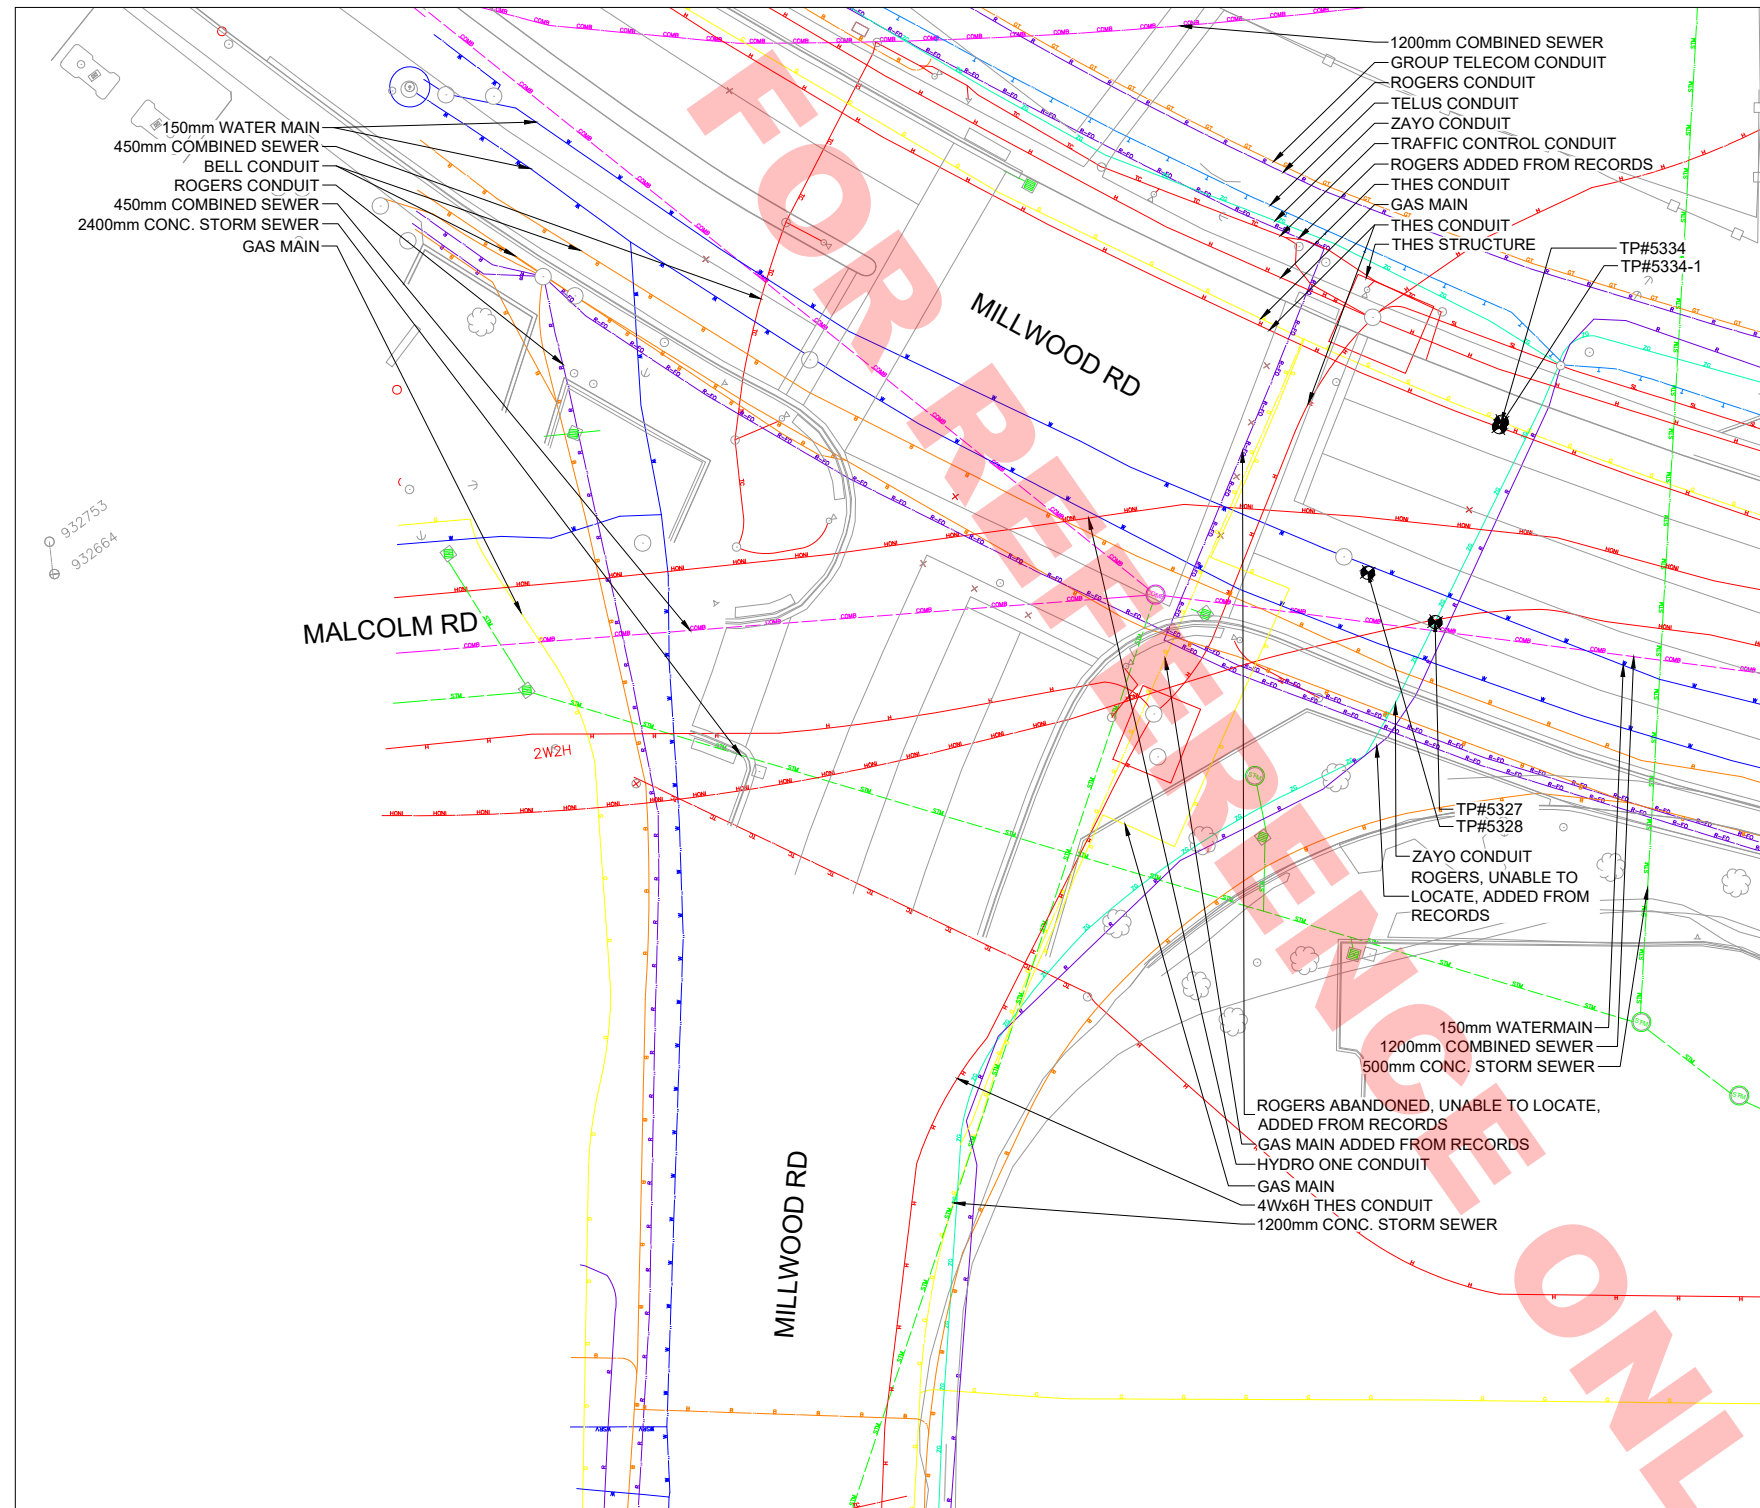 1200mm COMBINED SEWER
GROUP TELECOM CONDUIT
ROGERS CONDUIT
TELUS CONDUIT
ZAYO CONDUIT
TRAFFIC CONTROL CONDUIT
ROGERS ADDED FROM RECORDS
THES CONDUIT
GAS MAIN
THES CONDUIT
THES STRUCTURE
TP#5334
TP#5334-1
150mm WATER MAIN
450mm COMBINED SEWER
BELL CONDUIT
ROGERS CONDUIT
450mm COMBINED SEWER
2400mm CONC. STORM SEWER
GAS MAIN
MILLWOOD RD
932753
932664
MALCOLM RD
2W2H
TP#5327
TP#5328
ZAYO CONDUIT
ROGERS, UNABLE TO
LOCATE, ADDED FROM
RECORDS
150mm WATERMAIN
1200mm COMBINED SEWER
500mm CONC. STORM SEWER
ROGERS ABANDONED, UNABLE TO LOCATE,
ADDED FROM RECORDS
GAS MAIN ADDED FROM RECORDS
HYDRO ONE CONDUIT
GAS MAIN
4Wx6H THES CONDUIT
1200mm CONC. STORM SEWER
MILLWOOD RD
FOR REFERENCE ONL